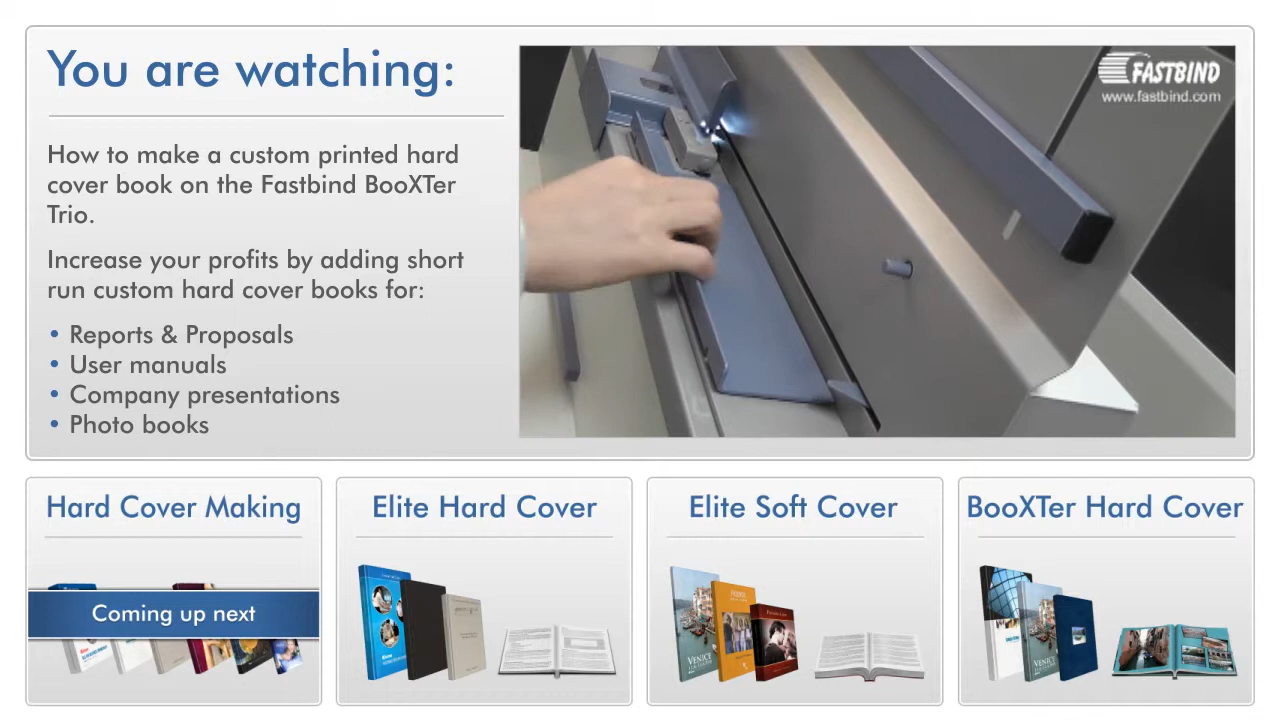 You are watching:
How to make a custom printed hard
cover book on the Fastbind BooXTer
Trio.
Increase your profits by adding short
run custom hard cover books for:
• Reports & Proposals
• User manuals
• Company presentations
• Photo books
FASTBIND
www.fastbind.com
Hard Cover Making
Coming up next
Elite Hard Cover
Elite Soft Cover
VENICE
BooXTer Hard Cover
VENICE